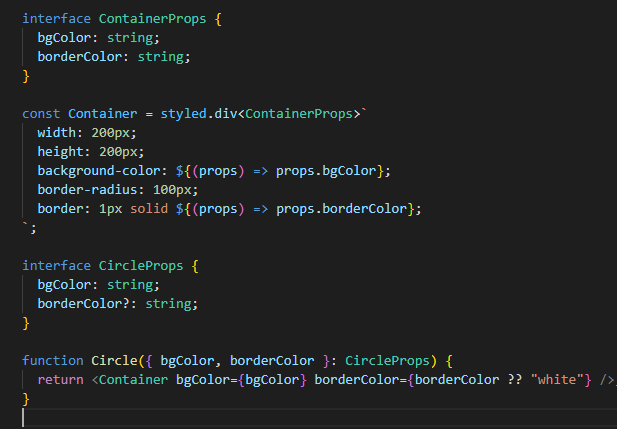 interface ContainerProps {
  bgColor: string;
  borderColor: string;
}

const Container = styled.div<ContainerProps>`
  width: 200px;
  height: 200px;
  background-color: ${(props) => props.bgColor};
  border-radius: 100px;
  border: 1px solid ${(props) => props.borderColor};
`;

interface CircleProps {
  bgColor: string;
  borderColor?: string;
}

function Circle({ bgColor, borderColor }: CircleProps) {
  return <Container bgColor={bgColor} borderColor={borderColor ?? "white"} />;
}